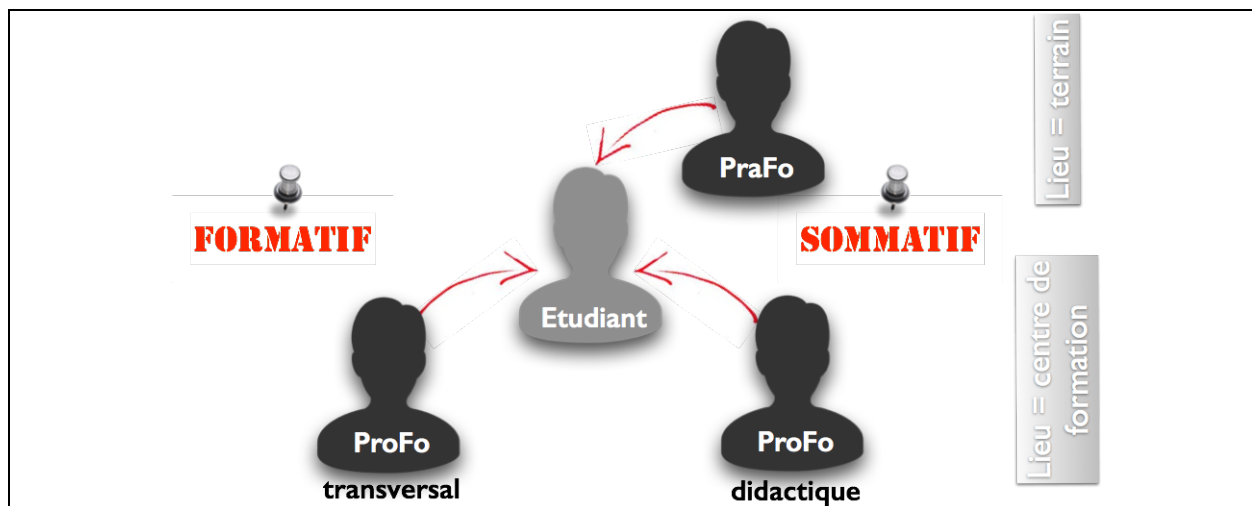 Lieu = terrain
PraFo
FORMATIF
SOMMATIF
Etudiant
Lieu = centre de
formation
ProFo
transversal
ProFo
didactique